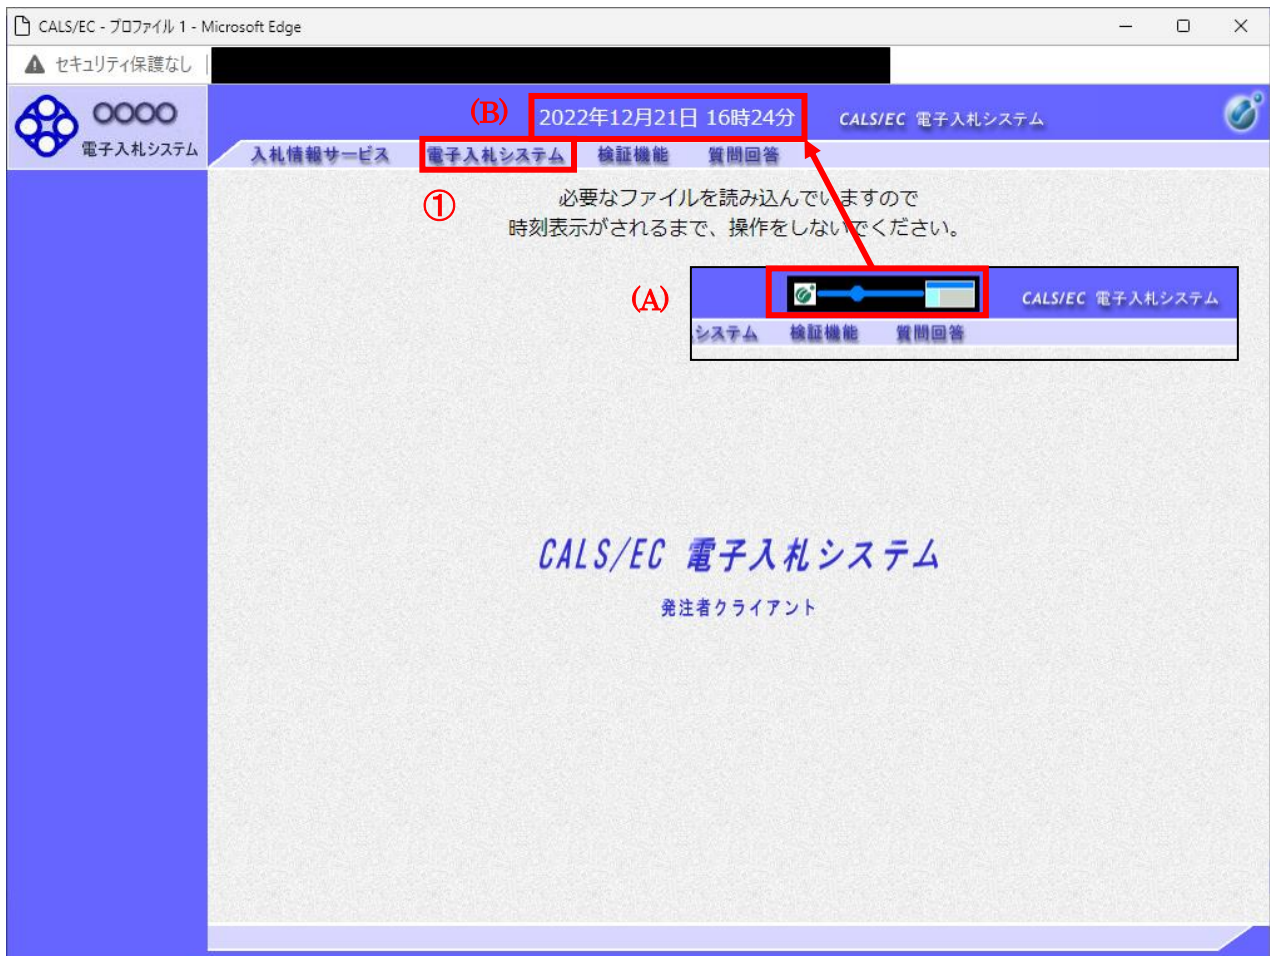 CALS/EC - プロファイル 1 - Microsoft Edge
セキュリティ保護なし
OOOO
電子入札システム
(B)
2022年12月21日 16時24分
CALS/EC 電子入札システム
入札情報サービス 電子入札システム 検証機能 質問回答
①
必要なファイルを読み込んでいますので
時刻表示がされるまで、操作をしないでください。
(A)
CALS/EC 電子入札システム
システム 検証機能 質問回答
CALS/EC 電子入札システム
発注者クライアント